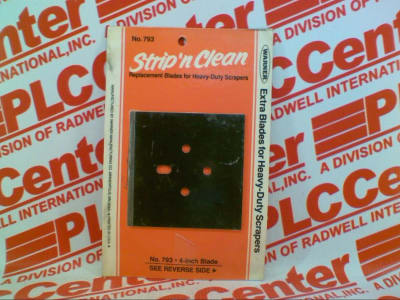 No. 793
Strip'n Clean
Replacement Blades for Heavy-Duty Scrapers
WARNER
Extra Blades for Heavy-Duty Scrapers
No. 793 • 4-inch Blade
SEE REVERSE SIDE ►
PLCCenter
A DIVISION OF RADWELL INTERNATIONAL, INC.